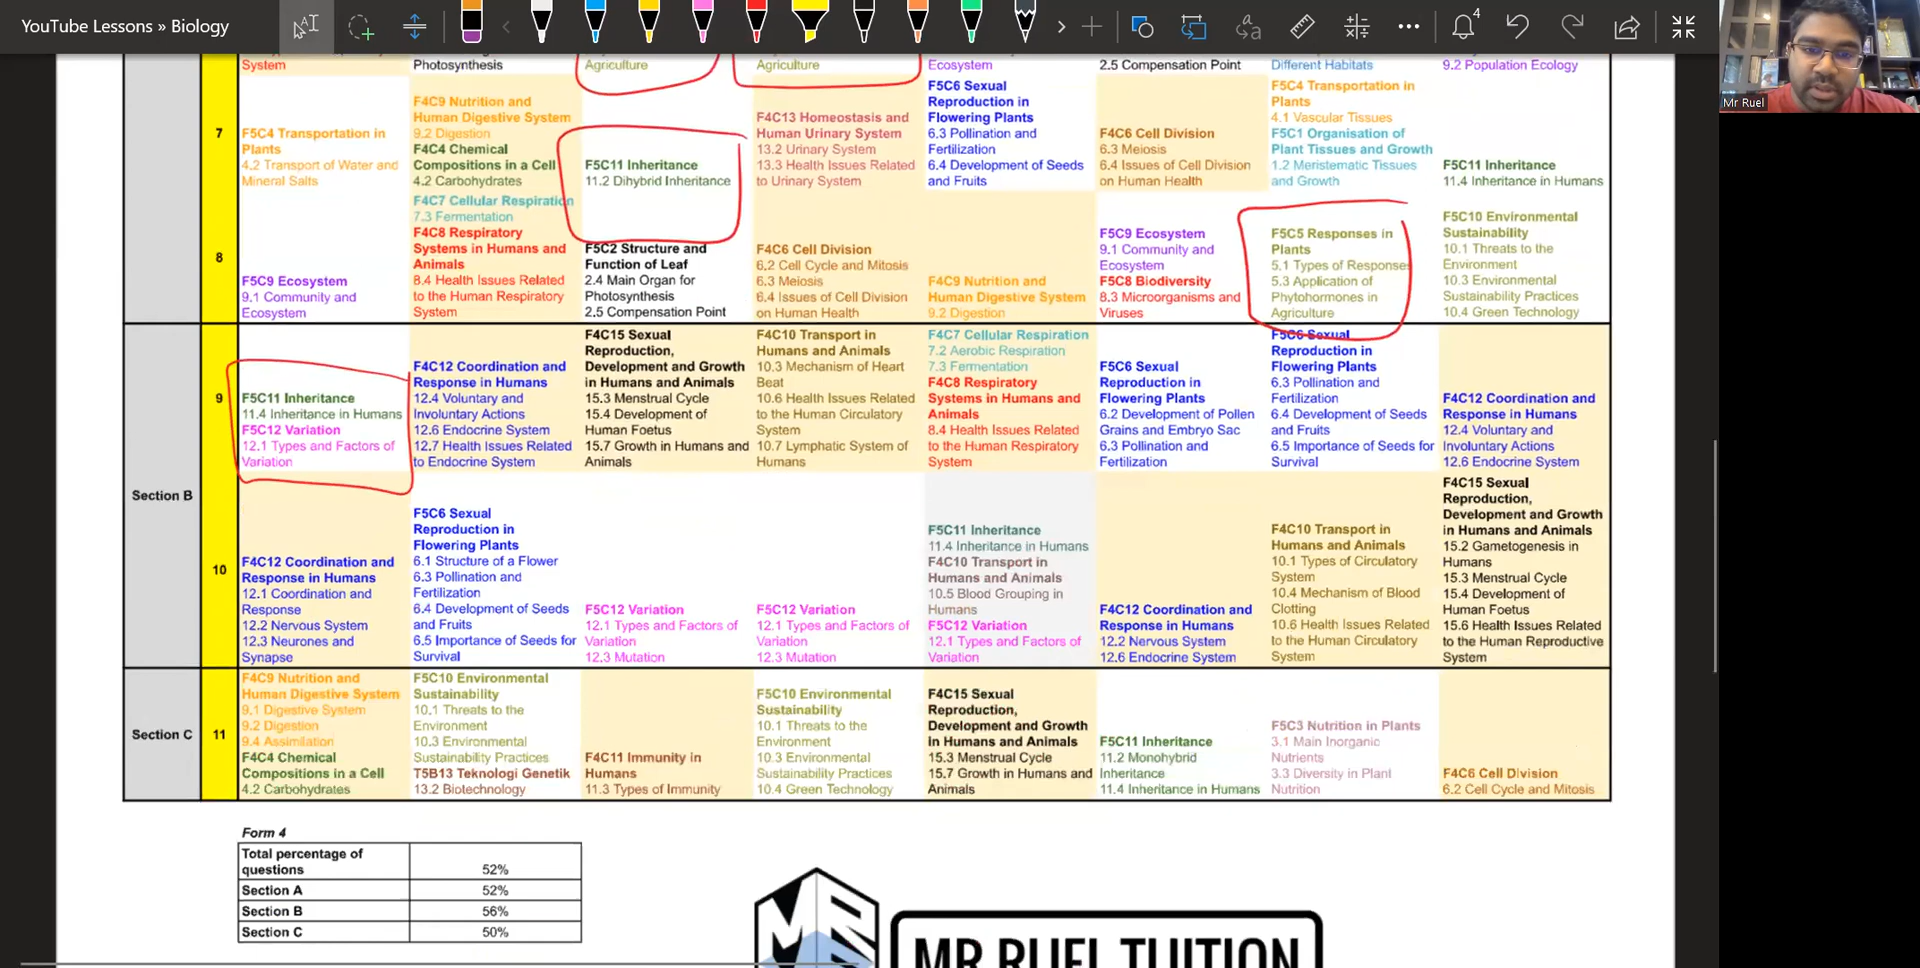 YouTube Lessons » Biology
4
Mr Ruel
System
Photosynthesis
Agriculture
Agriculture
Ecosystem
2.5 Compensation Point
Different Habitats
9.2 Population Ecology
7
F5C4 Transportation in
Plants
4.2 Transport of Water and
Mineral Salts
F4C9 Nutrition and
Human Digestive System
9.2 Digestion
F4C4 Chemical
Compositions in a Cell
4.2 Carbohydrates
F5C11 Inheritance
11.2 Dihybrid Inheritance
F4C13 Homeostasis and
Human Urinary System
13.2 Urinary System
13.3 Health Issues Related
to Urinary System
F5C6 Sexual
Reproduction in
Flowering Plants
6.3 Pollination and
Fertilization
6.4 Development of Seeds
and Fruits
F4C6 Cell Division
6.3 Meiosis
6.4 Issues of Cell Division
on Human Health
F5C4 Transportation in
Plants
4.1 Vascular Tissues
F5C1 Organisation of
Plant Tissues and Growth
1.2 Meristematic Tissues
and Growth
F5C11 Inheritance
11.4 Inheritance in Humans
8
F5C9 Ecosystem
9.1 Community and
Ecosystem
F4C7 Cellular Respiration
7.3 Fermentation
F4C8 Respiratory
Systems in Humans and
Animals
8.4 Health Issues Related
to the Human Respiratory
System
F5C2 Structure and
Function of Leaf
2.4 Main Organ for
Photosynthesis
2.5 Compensation Point
F4C6 Cell Division
6.2 Cell Cycle and Mitosis
6.3 Meiosis
6.4 Issues of Cell Division
on Human Health
F4C9 Nutrition and
Human Digestive System
9.2 Digestion
F5C9 Ecosystem
9.1 Community and
Ecosystem
F5C8 Biodiversity
8.3 Microorganisms and
Viruses
F5C5 Responses in
Plants
5.1 Types of Responses
5.3 Application of
Phytohormones in
Agriculture
F5C10 Environmental
Sustainability
10.1 Threats to the
Environment
10.3 Environmental
Sustainability Practices
10.4 Green Technology
Section B
9
F5C11 Inheritance
11.4 Inheritance in Humans
F5C12 Variation
12.1 Types and Factors of
Variation
F4C12 Coordination and
Response in Humans
12.4 Voluntary and
Involuntary Actions
12.6 Endocrine System
12.7 Health Issues Related
to Endocrine System
F4C15 Sexual
Reproduction,
Development and Growth
in Humans and Animals
15.3 Menstrual Cycle
15.4 Development of
Human Foetus
15.7 Growth in Humans and
Animals
F4C10 Transport in
Humans and Animals
10.3 Mechanism of Heart
Beat
10.6 Health Issues Related
to the Human Circulatory
System
10.7 Lymphatic System of
Humans
F4C7 Cellular Respiration
7.2 Aerobic Respiration
7.3 Fermentation
F4C8 Respiratory
Systems in Humans and
Animals
8.4 Health Issues Related
to the Human Respiratory
System
F5C6 Sexual
Reproduction in
Flowering Plants
6.2 Development of Pollen
Grains and Embryo Sac
6.3 Pollination and
Fertilization
F5C6 Sexual
Reproduction in
Flowering Plants
6.3 Pollination and
Fertilization
6.4 Development of Seeds
and Fruits
6.5 Importance of Seeds for
Survival
F4C12 Coordination and
Response in Humans
12.4 Voluntary and
Involuntary Actions
12.6 Endocrine System
10
F4C12 Coordination and
Response in Humans
12.1 Coordination and
Response
12.2 Nervous System
12.3 Neurones and
Synapse
F5C6 Sexual
Reproduction in
Flowering Plants
6.1 Structure of a Flower
6.3 Pollination and
Fertilization
6.4 Development of Seeds
and Fruits
6.5 Importance of Seeds for
Survival
F5C12 Variation
12.1 Types and Factors of
Variation
12.3 Mutation
F5C12 Variation
12.1 Types and Factors of
Variation
12.3 Mutation
F5C11 Inheritance
11.4 Inheritance in Humans
F4C10 Transport in
Humans and Animals
10.5 Blood Grouping in
Humans
F5C12 Variation
12.1 Types and Factors of
Variation
F4C12 Coordination and
Response in Humans
12.2 Nervous System
12.6 Endocrine System
F4C10 Transport in
Humans and Animals
10.1 Types of Circulatory
System
10.4 Mechanism of Blood
Clotting
10.6 Health Issues Related
to the Human Circulatory
System
F4C15 Sexual
Reproduction,
Development and Growth
in Humans and Animals
15.2 Gametogenesis in
Humans
15.3 Menstrual Cycle
15.4 Development of
Human Foetus
15.6 Health Issues Related
to the Human Reproductive
System
Section C
11
F4C9 Nutrition and
Human Digestive System
9.1 Digestive System
9.2 Digestion
9.4 Assimilation
F4C4 Chemical
Compositions in a Cell
4.2 Carbohydrates
F5C10 Environmental
Sustainability
10.1 Threats to the
Environment
10.3 Environmental
Sustainability Practices
T5B13 Teknologi Genetik
13.2 Biotechnology
F4C11 Immunity in
Humans
11.3 Types of Immunity
F5C10 Environmental
Sustainability
10.1 Threats to the
Environment
10.3 Environmental
Sustainability Practices
10.4 Green Technology
F4C15 Sexual
Reproduction,
Development and Growth
in Humans and Animals
15.3 Menstrual Cycle
15.7 Growth in Humans and
Animals
F5C11 Inheritance
11.2 Monohybrid
Inheritance
11.4 Inheritance in Humans
F5C3 Nutrition in Plants
3.1 Main Inorganic
Nutrients
3.3 Diversity in Plant
Nutrition
F4C6 Cell Division
6.2 Cell Cycle and Mitosis
Form 4
Total percentage of
questions
52%
Section A
52%
Section B
56%
Section C
50%
MR RUEL TUITION